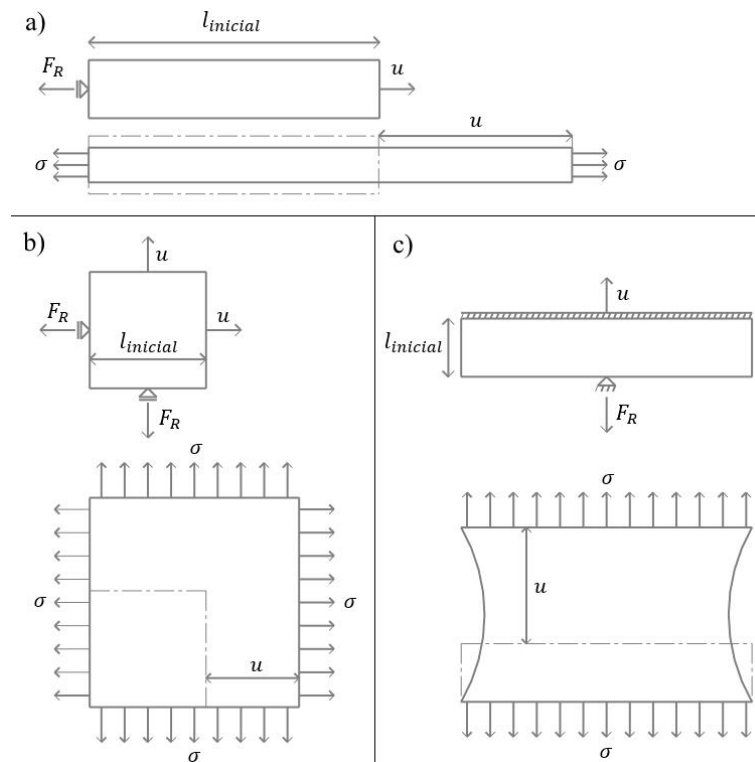 a)
l_inicial
F_R
u
u
σ
σ
b)
u
F_R
u
l_inicial
F_R
σ
σ
σ
u
σ
c)
u
l_inicial
F_R
σ
u
σ